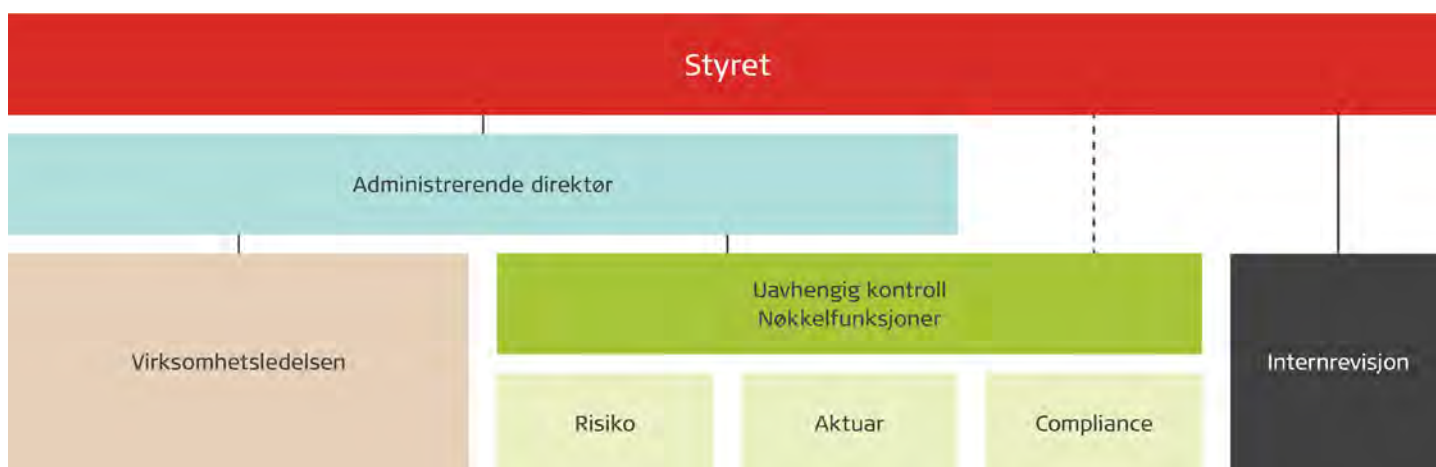 Styret
Administrerende direktør
Virksomhetsledelsen
Uavhengig kontroll
Nøkkelfunksjoner
Risiko
Aktuar
Compliance
Internrevisjon